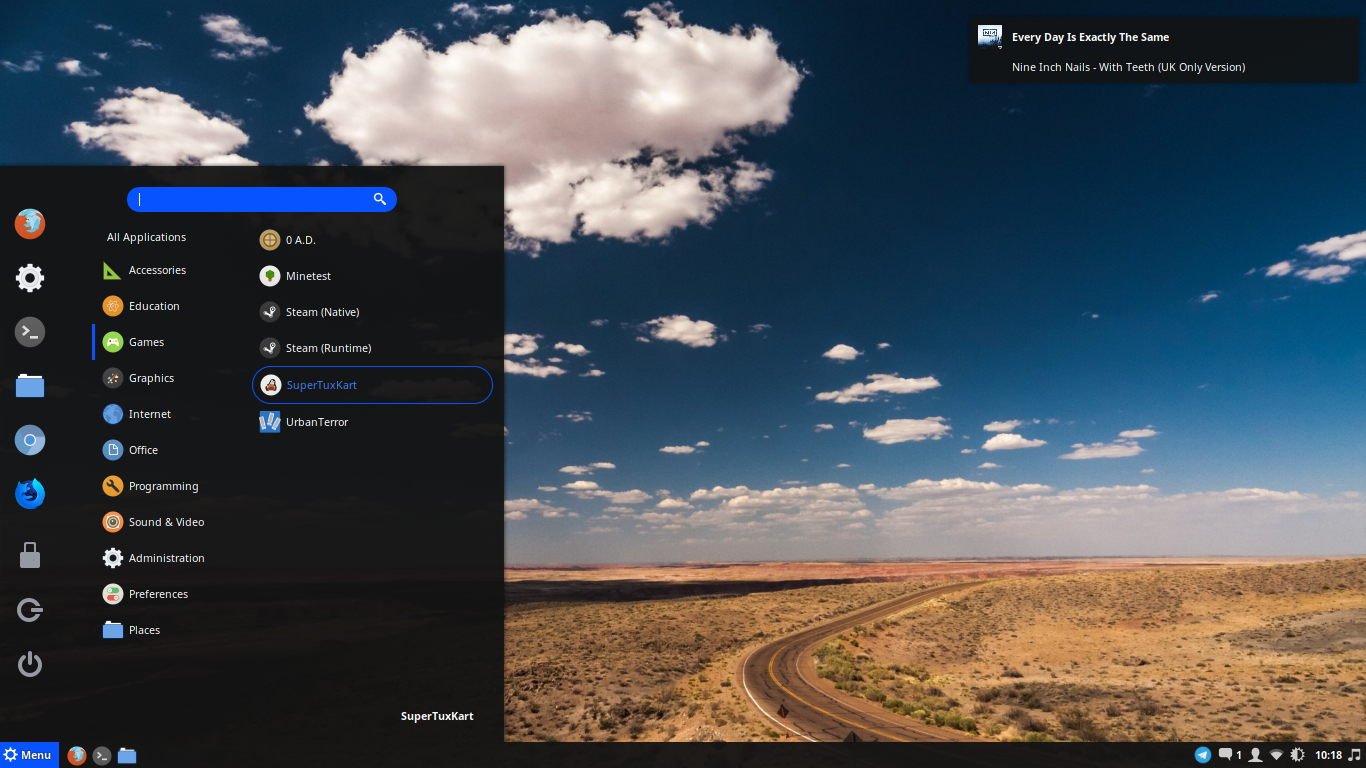 Every Day Is Exactly The Same
Nine Inch Nails - With Teeth (UK Only Version)
All Applications
Accessories
Education
Games
Graphics
Internet
Office
Programming
Sound & Video
Administration
Preferences
Places
0 A.D.
Minetest
Steam (Native)
Steam (Runtime)
SuperTuxKart
UrbanTerror
SuperTuxKart
Menu
1
10:18